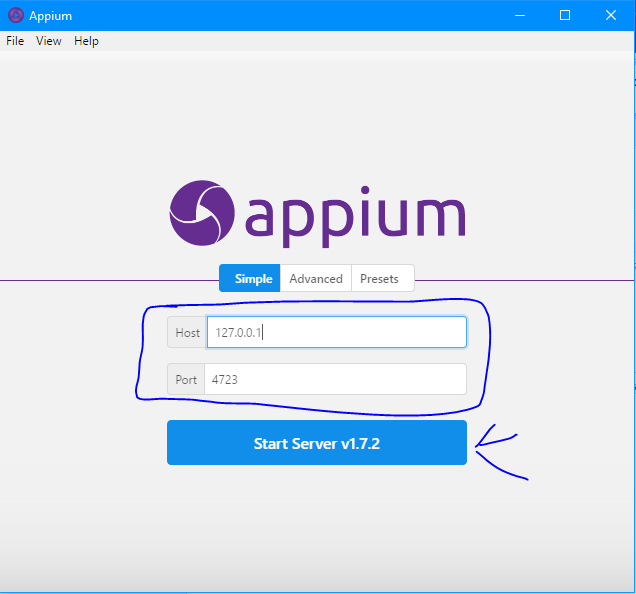 Appium
File View Help
appium
Simple Advanced Presets
Host 127.0.0.1
Port 4723
Start Server v1.7.2